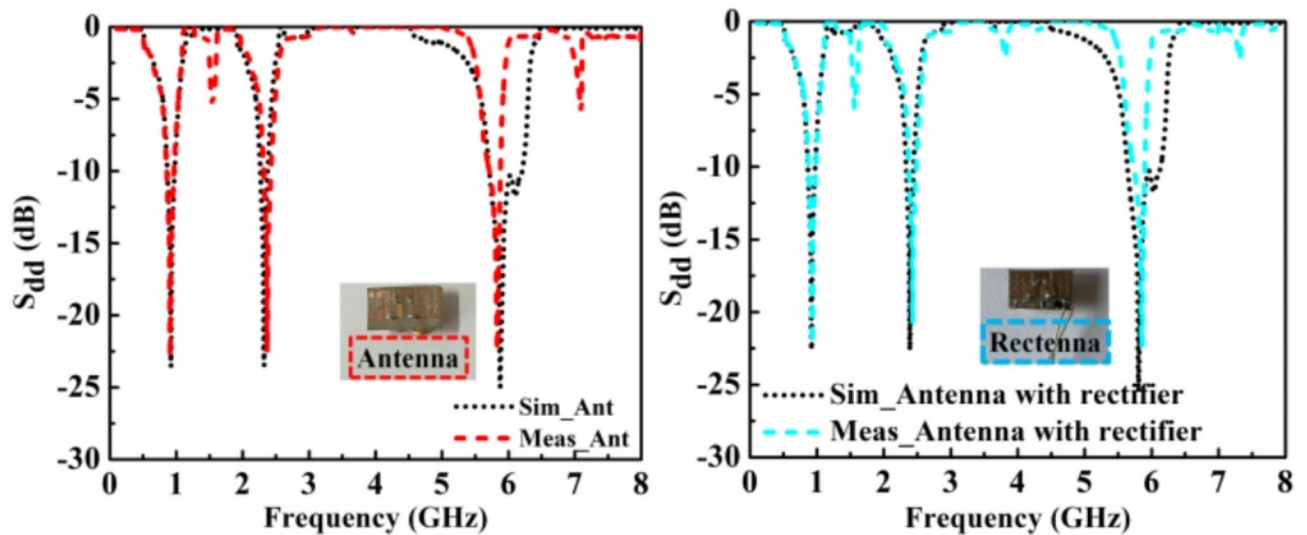 0
-5
-10
-15
-20
-25
-30
S_dd (dB)
0 1 2 3 4 5 6 7 8
Frequency (GHz)
Antenna
Sim_Ant
Meas_Ant
0
-5
-10
-15
-20
-25
-30
S_dd (dB)
0 1 2 3 4 5 6 7 8
Frequency (GHz)
Rectenna
Sim_Antenna with rectifier
Meas_Antenna with rectifier